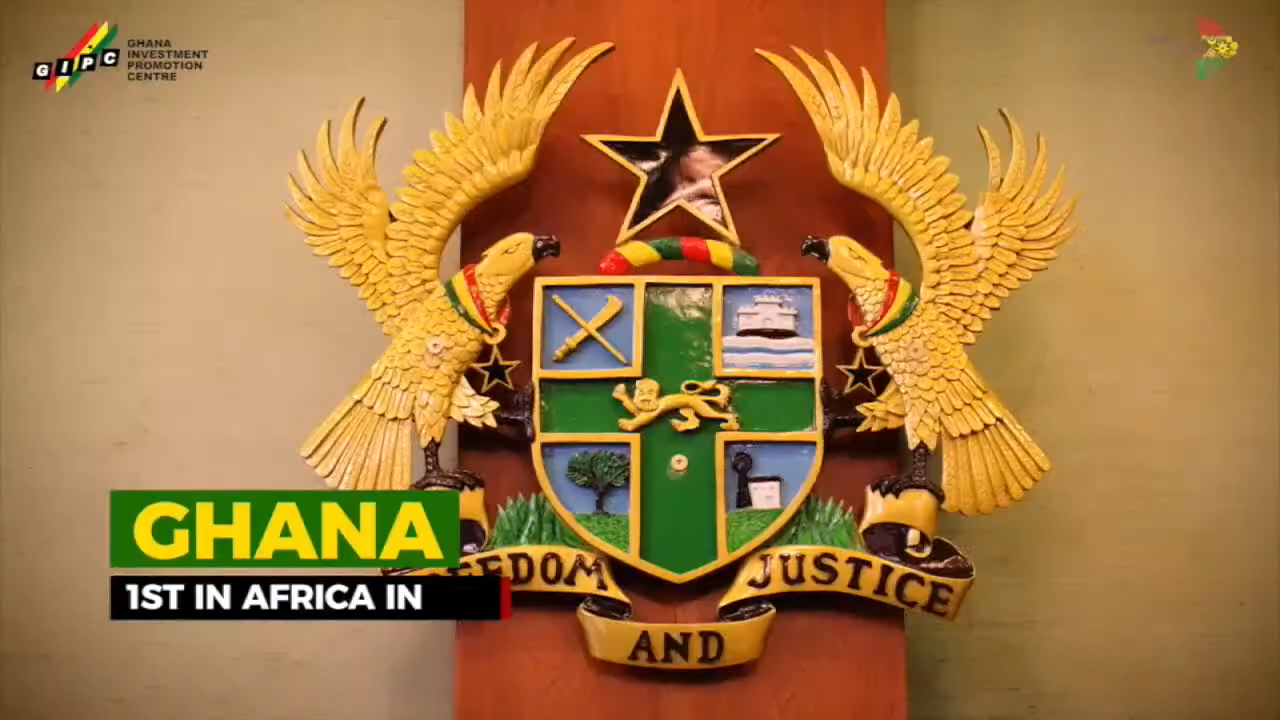 GIPC
GHANA
INVESTMENT
PROMOTION
CENTRE
GHANA
1ST IN AFRICA IN
JUSTICE
AND